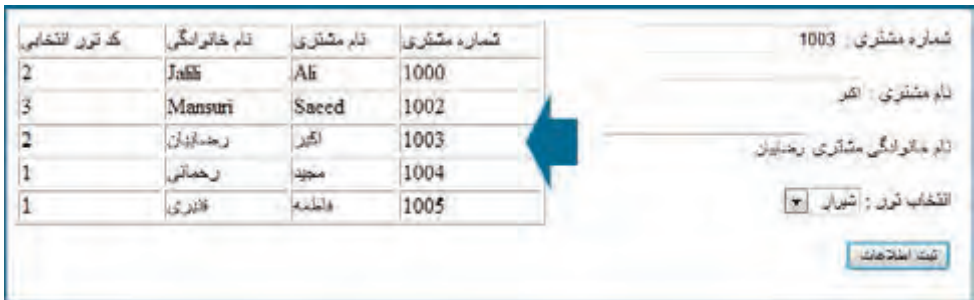 شماره مشتری : 1003
نام مشتری : اکبر
نام خانوادگی مشتری رضاییان
انتخاب تور : شیراز
ثبت اطلاعات
شماره مشتری نام مشتری نام خانوادگی کد تور انتخابی
1000 Ali Jalili 2
1002 Saeed Mansuri 3
1003 اکبر رضاییان 2
1004 مجید رحمانی 1
1005 فاطمه قادری 1